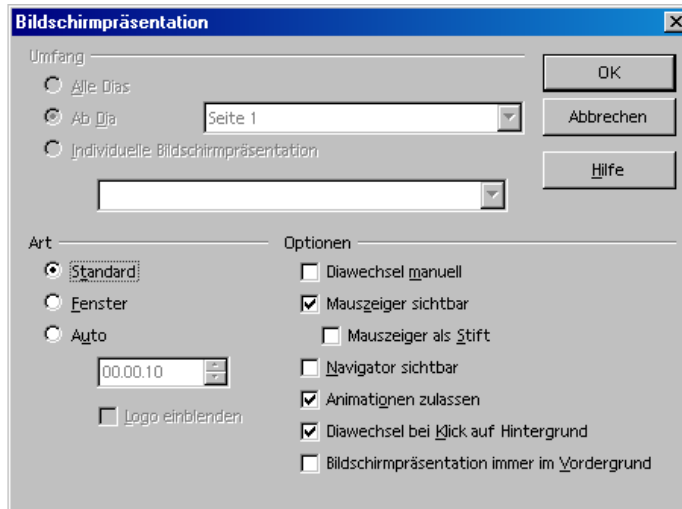 Bildschirmpräsentation
Umfang
Alle Dias
Ab Dia
Seite 1
Individuelle Bildschirmpräsentation
OK
Abbrechen
Hilfe
Art
Standard
Fenster
Auto
00.00.10
Logo einblenden
Optionen
Diawechsel manuell
Mauszeiger sichtbar
Mauszeiger als Stift
Navigator sichtbar
Animationen zulassen
Diawechsel bei Klick auf Hintergrund
Bildschirmpräsentation immer im Vordergrund